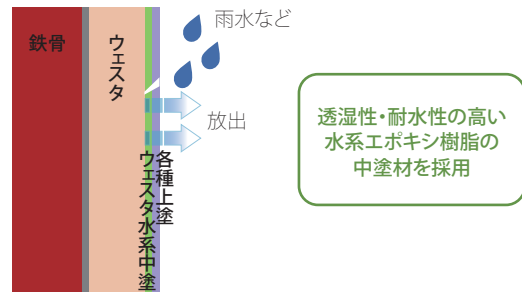 雨水など
鉄骨
ウェスタ
放出
各種上塗
ウェスタ水系中塗
透湿性・耐水性の高い
水系エポキシ樹脂の
中塗材を採用